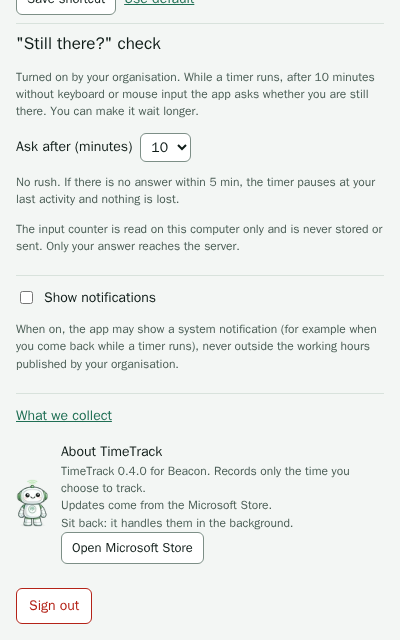 Save shortcut Use default
"Still there?" check
Turned on by your organisation. While a timer runs, after 10 minutes
without keyboard or mouse input the app asks whether you are still
there. You can make it wait longer.
Ask after (minutes) 10
No rush. If there is no answer within 5 min, the timer pauses at your
last activity and nothing is lost.
The input counter is read on this computer only and is never stored or
sent. Only your answer reaches the server.
Show notifications
When on, the app may show a system notification (for example when
you come back while a timer runs), never outside the working hours
published by your organisation.
What we collect
About TimeTrack
TimeTrack 0.4.0 for Beacon. Records only the time you
choose to track.
Updates come from the Microsoft Store.
Sit back: it handles them in the background.
Open Microsoft Store
Sign out